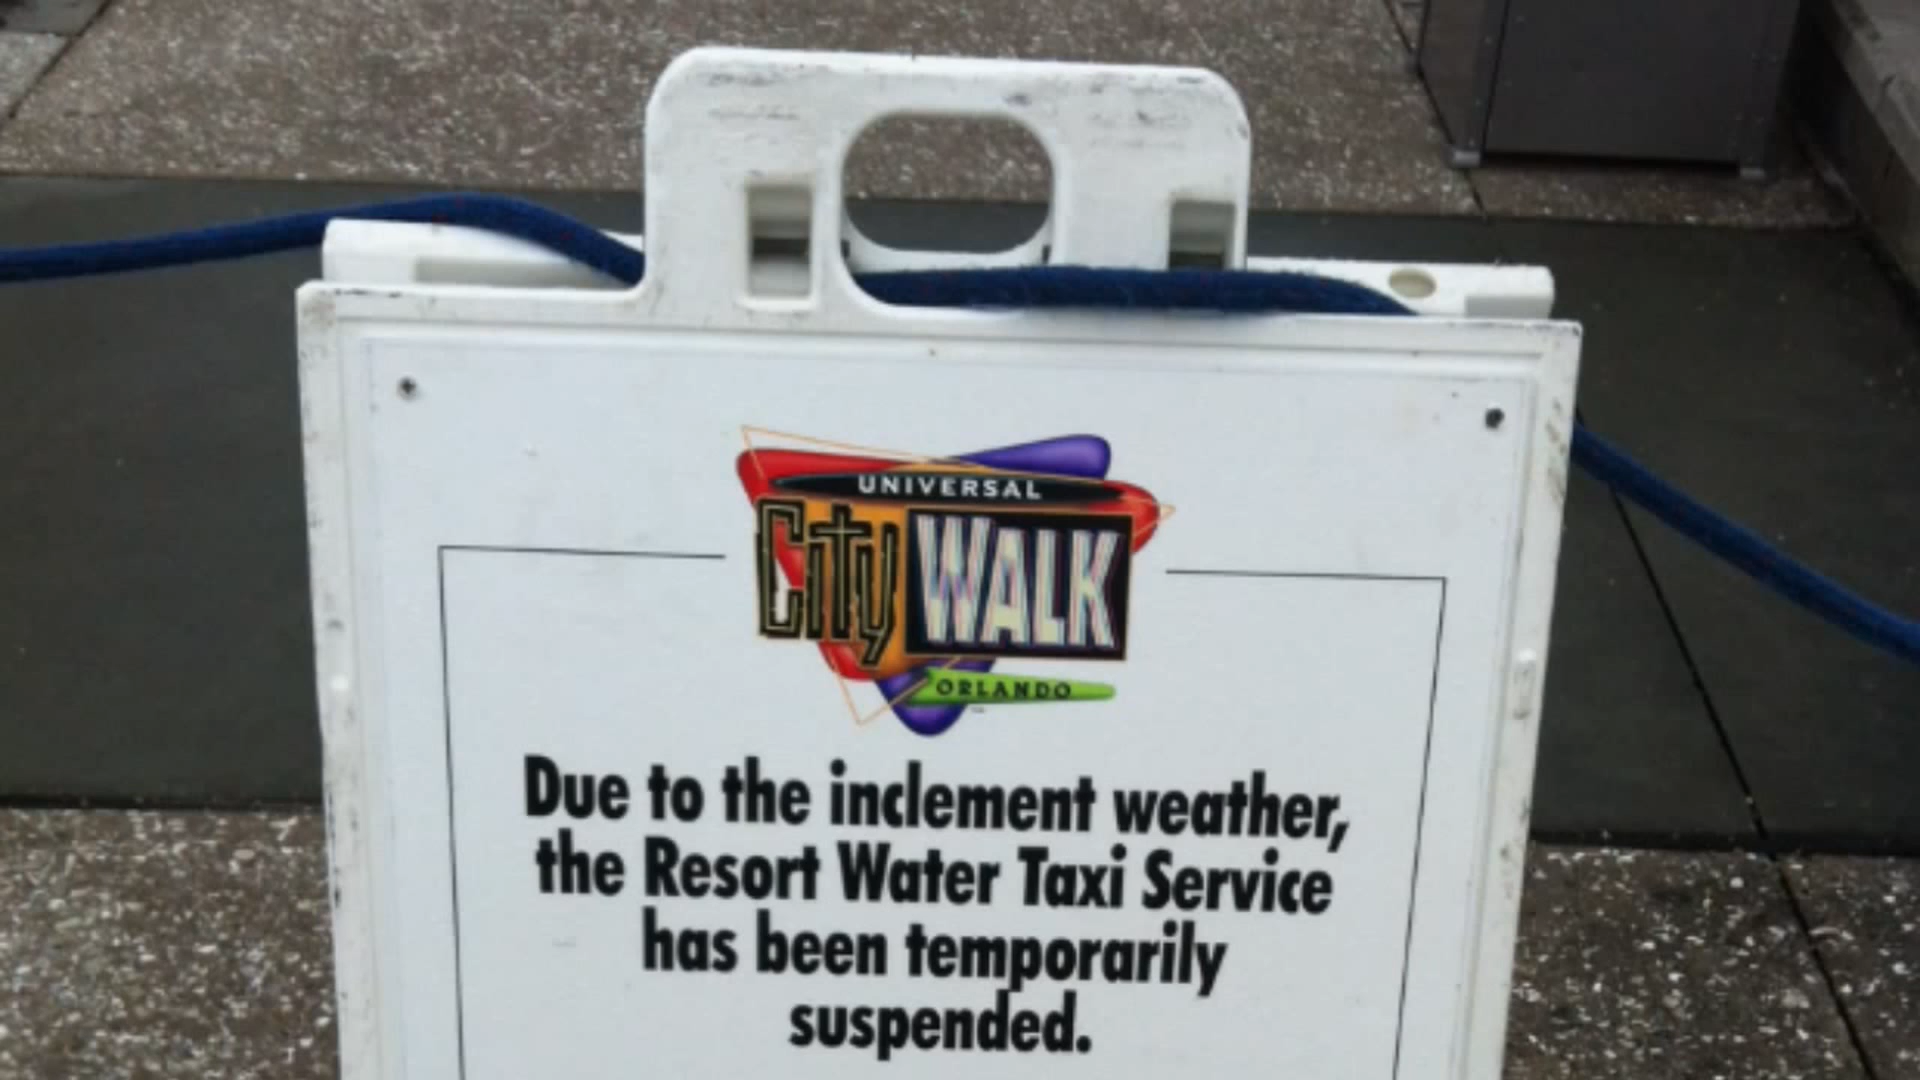 UNIVERSAL
City WALK
ORLANDO
Due to the inclement weather,
the Resort Water Taxi Service
has been temporarily
suspended.